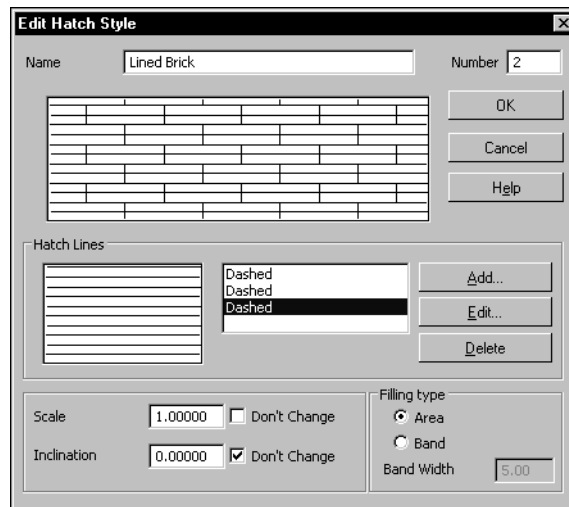 Edit Hatch Style
Name Lined Brick Number 2
OK
Cancel
Help
Hatch Lines
Dashed
Dashed
Dashed
Add...
Edit...
Delete
Scale 1.00000 Don't Change
Inclination 0.00000 Don't Change
Filling type
Area
Band
Band Width 5.00